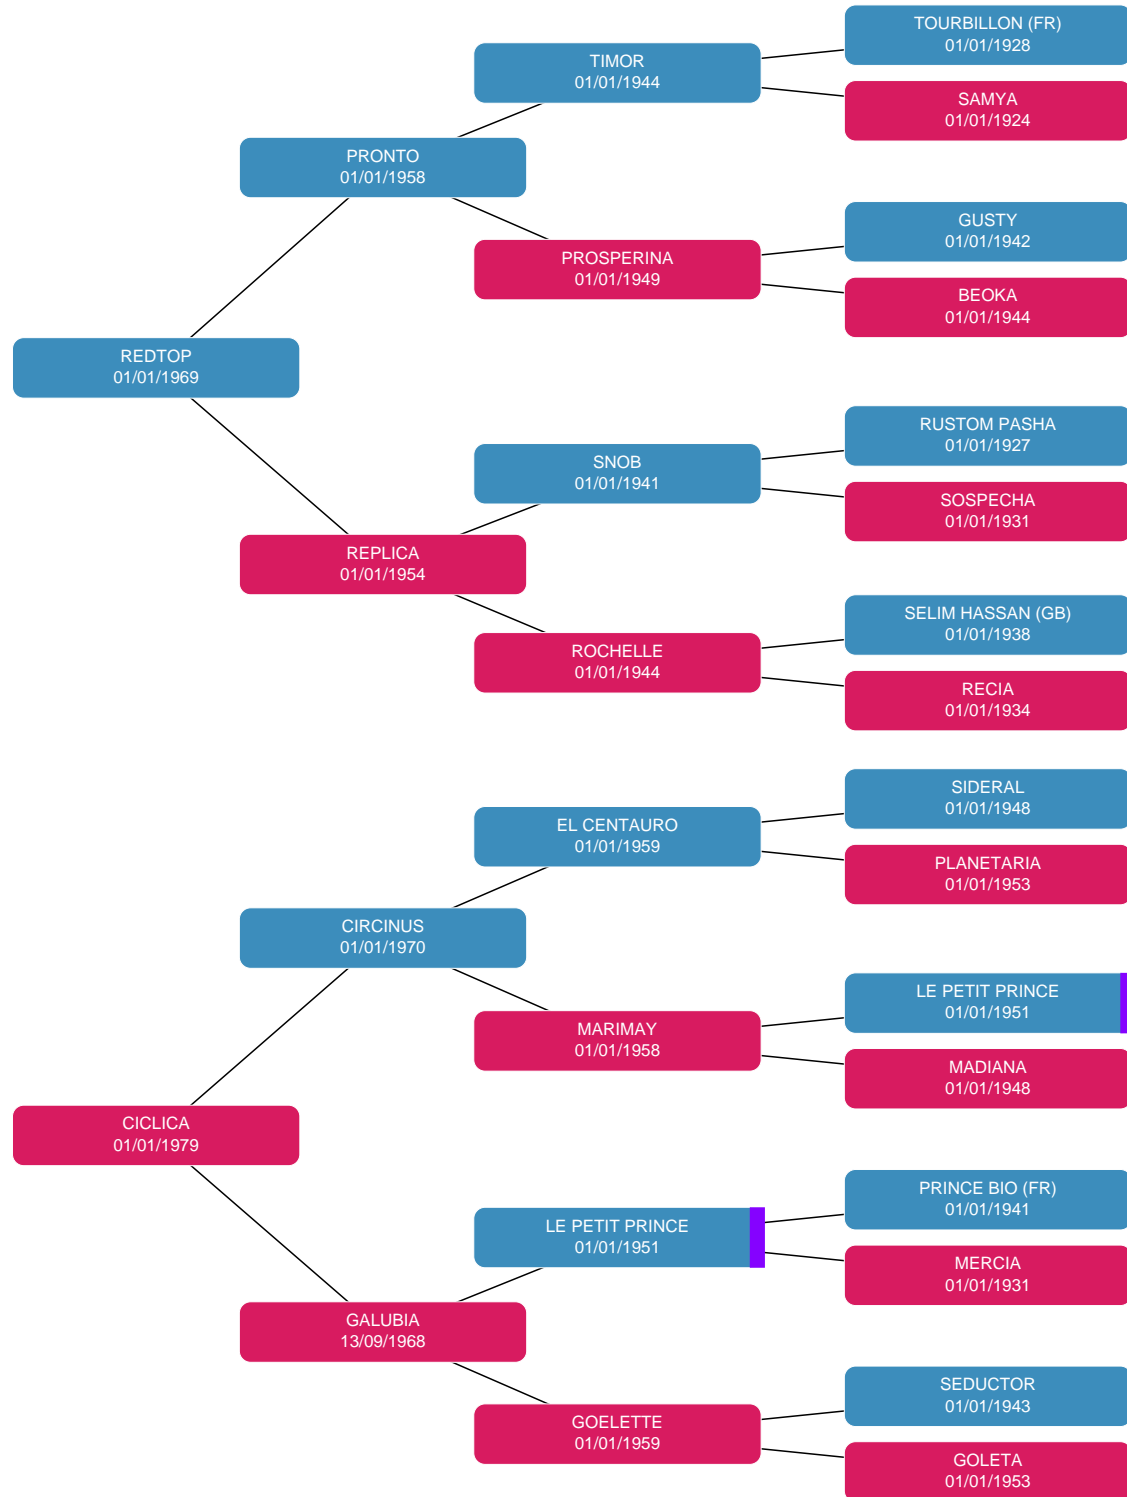 TOURBILLON (FR)
01/01/1928
TIMOR
01/01/1944
SAMYA
01/01/1924
PRONTO
01/01/1958
GUSTY
01/01/1942
PROSPERINA
01/01/1949
BEOKA
01/01/1944
REDTOP
01/01/1969
RUSTOM PASHA
01/01/1927
SNOB
01/01/1941
SOSPECHA
01/01/1931
REPLICA
01/01/1954
SELIM HASSAN (GB)
01/01/1938
ROCHELLE
01/01/1944
RECIA
01/01/1934
SIDERAL
01/01/1948
EL CENTAURO
01/01/1959
PLANETARIA
01/01/1953
CIRCINUS
01/01/1970
LE PETIT PRINCE
01/01/1951
MARIMAY
01/01/1958
MADIANA
01/01/1948
CICLICA
01/01/1979
PRINCE BIO (FR)
01/01/1941
LE PETIT PRINCE
01/01/1951
MERCIA
01/01/1931
GALUBIA
13/09/1968
SEDUCTOR
01/01/1943
GOELETTE
01/01/1959
GOLETA
01/01/1953